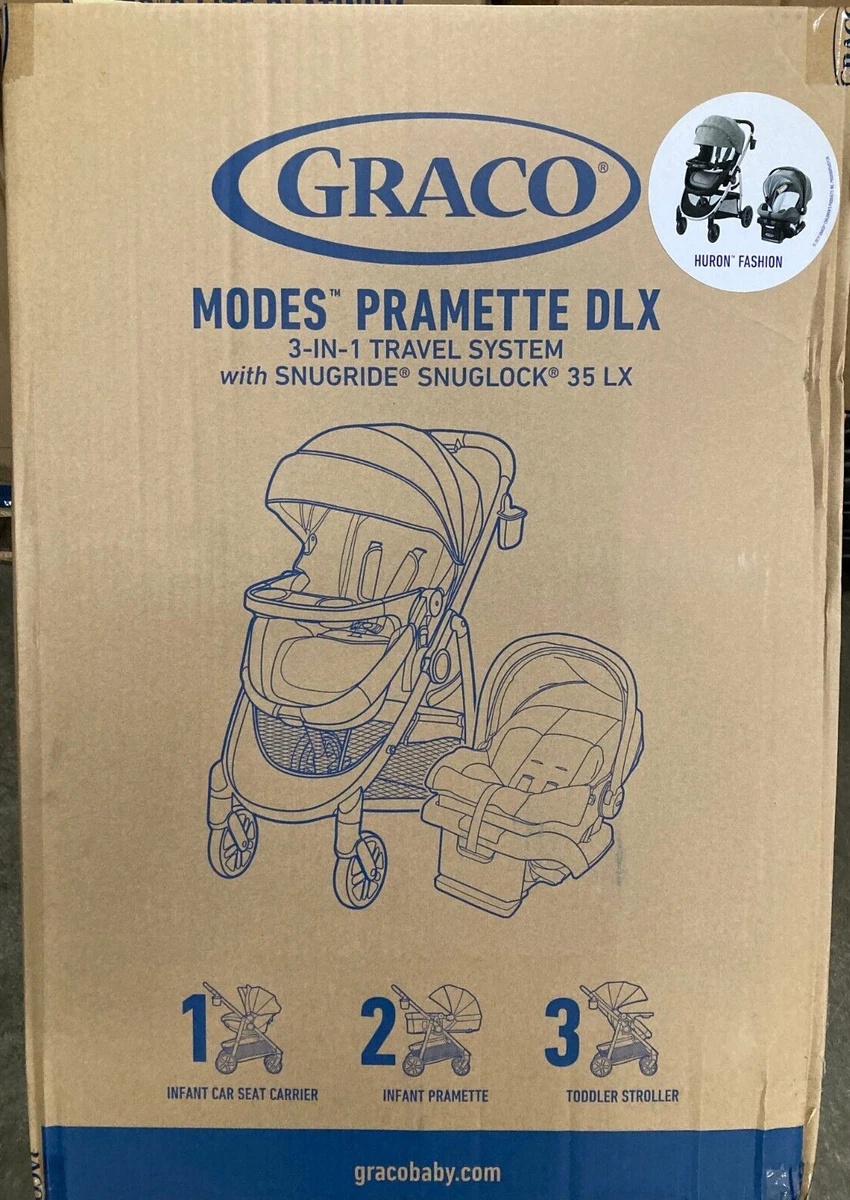 GRACO®
HURON™ FASHION
MODES™ PRAMETTE DLX
3-IN-1 TRAVEL SYSTEM
with SNUGRIDE® SNUGLOCK® 35 LX
1
INFANT CAR SEAT CARRIER
2
INFANT PRAMETTE
3
TODDLER STROLLER
gracobaby.com